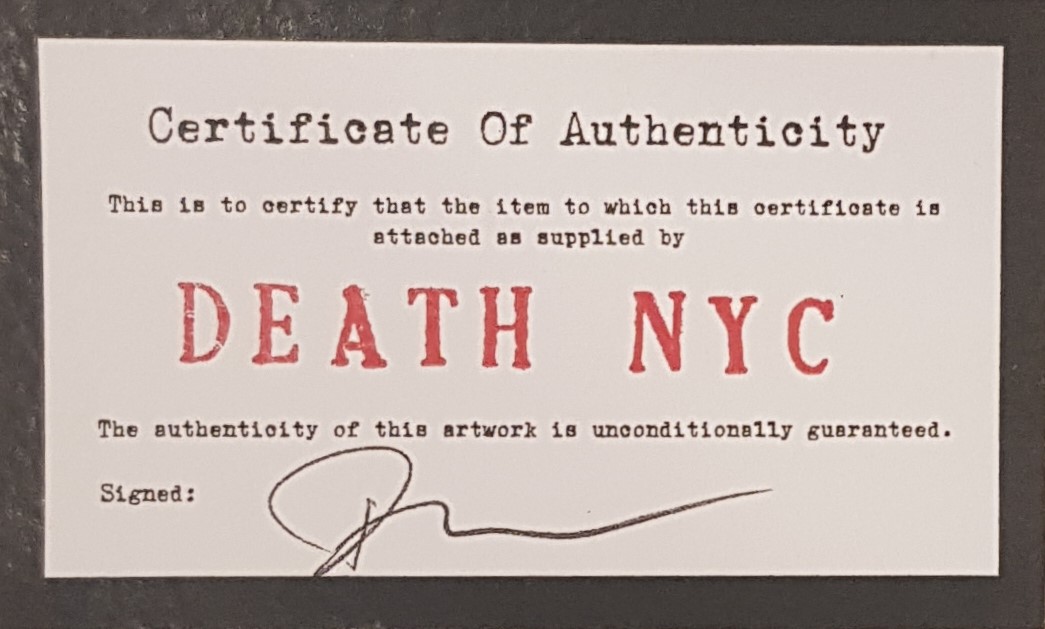 Certificate Of Authenticity
This is to certify that the item to which this certificate is
attached as supplied by
DEATH NYC
The authenticity of this artwork is unconditionally guaranteed.
Signed: